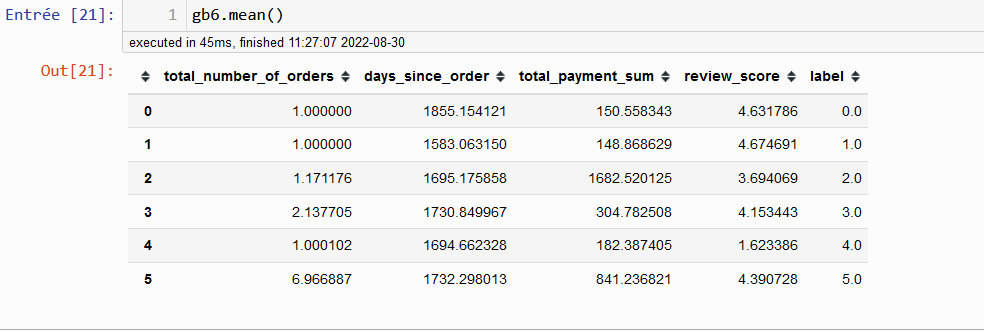 Entrée [21]: 1 gb6.mean()
executed in 45ms, finished 11:27:07 2022-08-30
Out[21]:
total_number_of_orders days_since_order total_payment_sum review_score label
0 1.000000 1855.154121 150.558343 4.631786 0.0
1 1.000000 1583.063150 148.868629 4.674691 1.0
2 1.171176 1695.175858 1682.520125 3.694069 2.0
3 2.137705 1730.849967 304.782508 4.153443 3.0
4 1.000102 1694.662328 182.387405 1.623386 4.0
5 6.966887 1732.298013 841.236821 4.390728 5.0